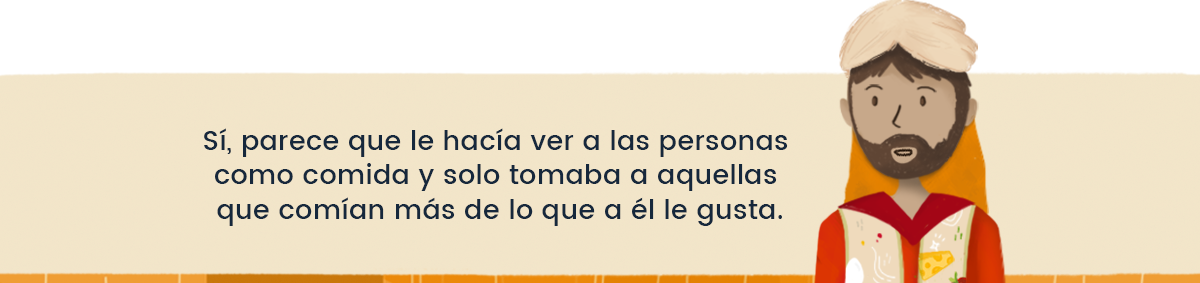 Sí, parece que le hacía ver a las personas
como comida y solo tomaba a aquellas
que comían más de lo que a él le gusta.